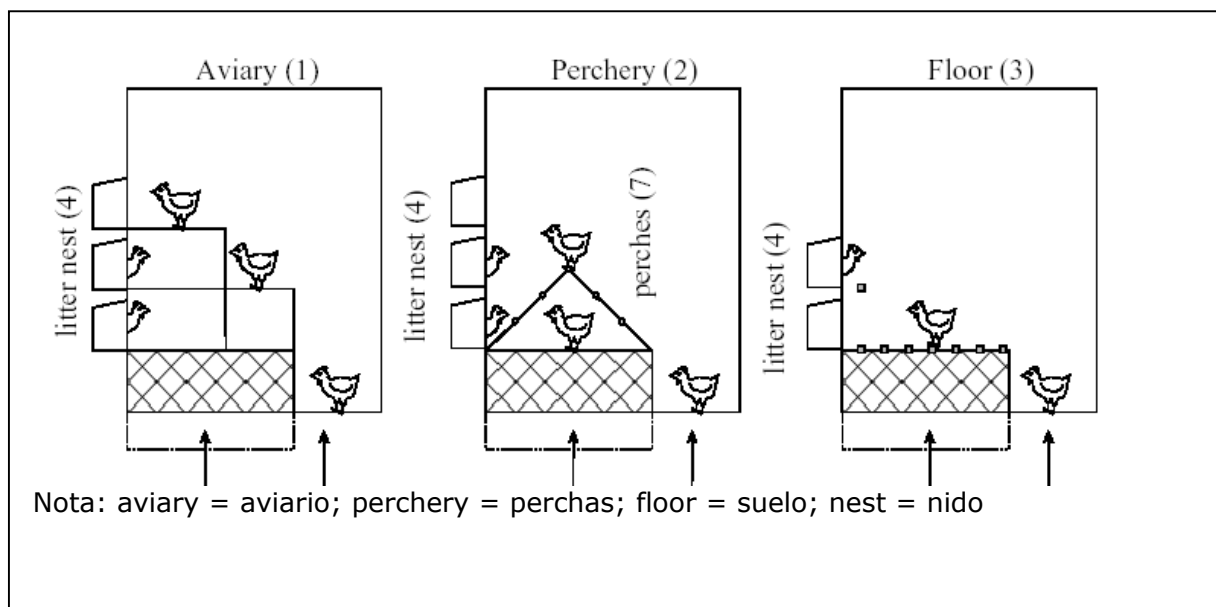 Aviary (1)
Perchery (2)
Floor (3)
litter nest (4)
litter nest (4)
perches (7)
litter nest (4)
Nota: aviary = aviario; perchery = perchas; floor = suelo; nest = nido